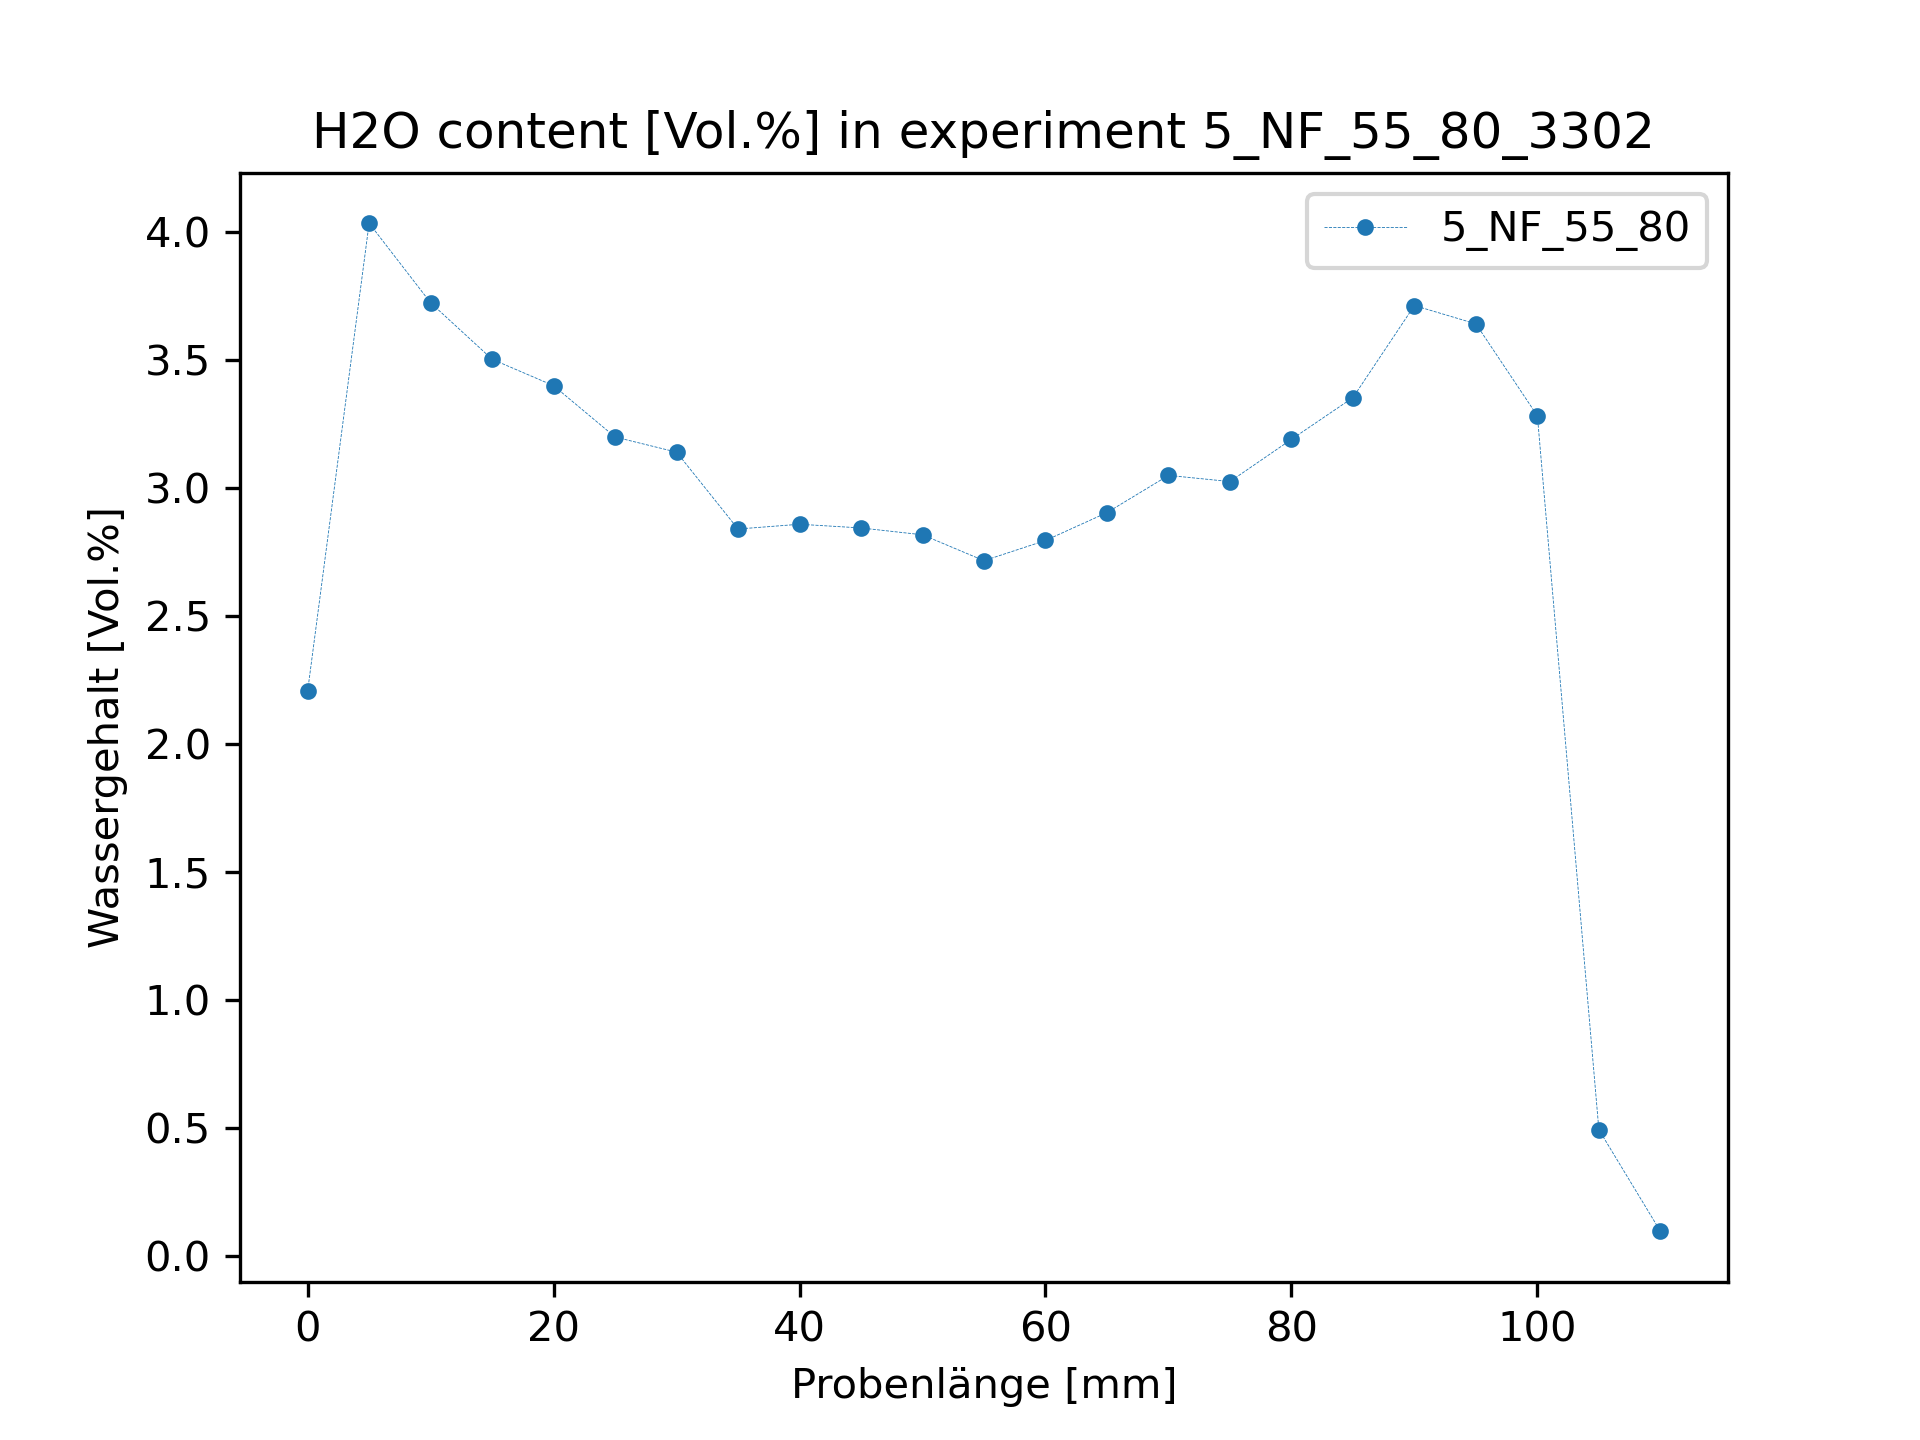 H2O content [Vol.%] in experiment 5_NF_55_80_3302
5_NF_55_80
Wassergehalt [Vol.%]
4.0
3.5
3.0
2.5
2.0
1.5
1.0
0.5
0.0
0 20 40 60 80 100
Probenlänge [mm]